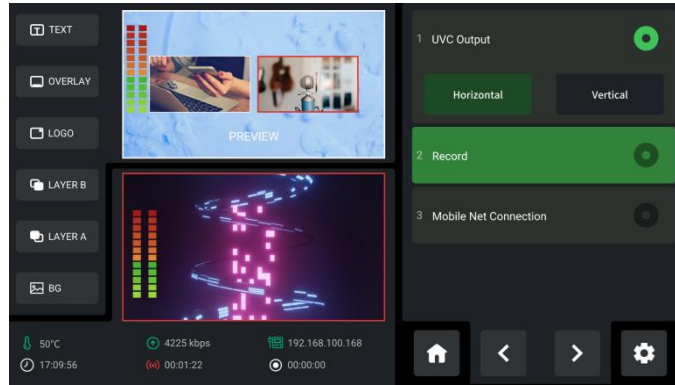 TEXT
OVERLAY
LOGO
LAYER B
LAYER A
BG
PREVIEW
50°C
4225 kbps
192.168.100.168
17:09:56
00:01:22
00:00:00
1 UVC Output
Horizontal Vertical
2 Record
3 Mobile Net Connection